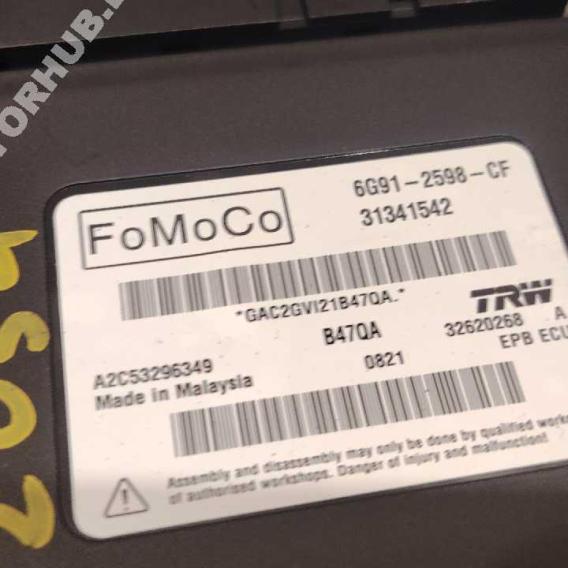 TORHUB.
FoMoCo
6G91-2598-CF
31341542
*GAC2GVI21B47QA.*
B47QA
0821
TRW
32620268 A.
EPB ECU
A2C53296349
Made in Malaysia
Assembly and disassembly may only be done by qualified
of authorised workshops. Danger of injury and malfunction!